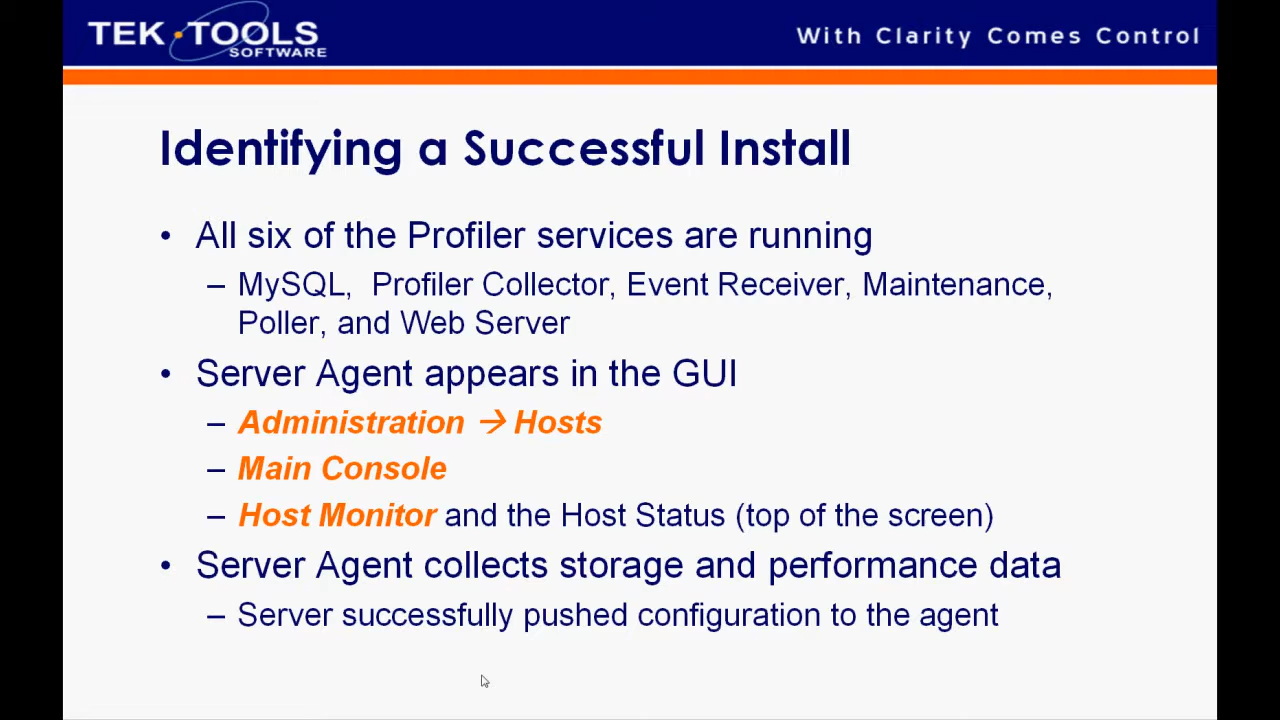 TEK•TOOLS
SOFTWARE
With Clarity Comes Control
Identifying a Successful Install
• All six of the Profiler services are running
– MySQL, Profiler Collector, Event Receiver, Maintenance,
Poller, and Web Server
• Server Agent appears in the GUI
– Administration → Hosts
– Main Console
– Host Monitor and the Host Status (top of the screen)
• Server Agent collects storage and performance data
– Server successfully pushed configuration to the agent